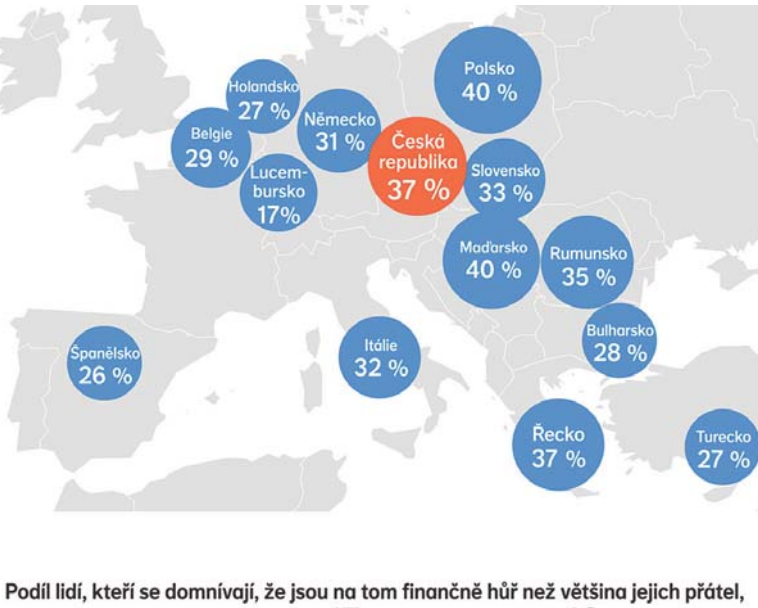 Polsko
40 %
Holandsko
27 %
Německo
31 %
Belgie
29 %
Česká
republika
37 %
Lucem-
bursko
17%
Slovensko
33 %
Maďarsko
40 %
Rumunsko
35 %
Bulharsko
28 %
Itálie
32 %
Španělsko
26 %
Řecko
37 %
Turecko
27 %
Podíl lidí, kteří se domnívají, že jsou na tom finančně hůř než většina jejich přátel,